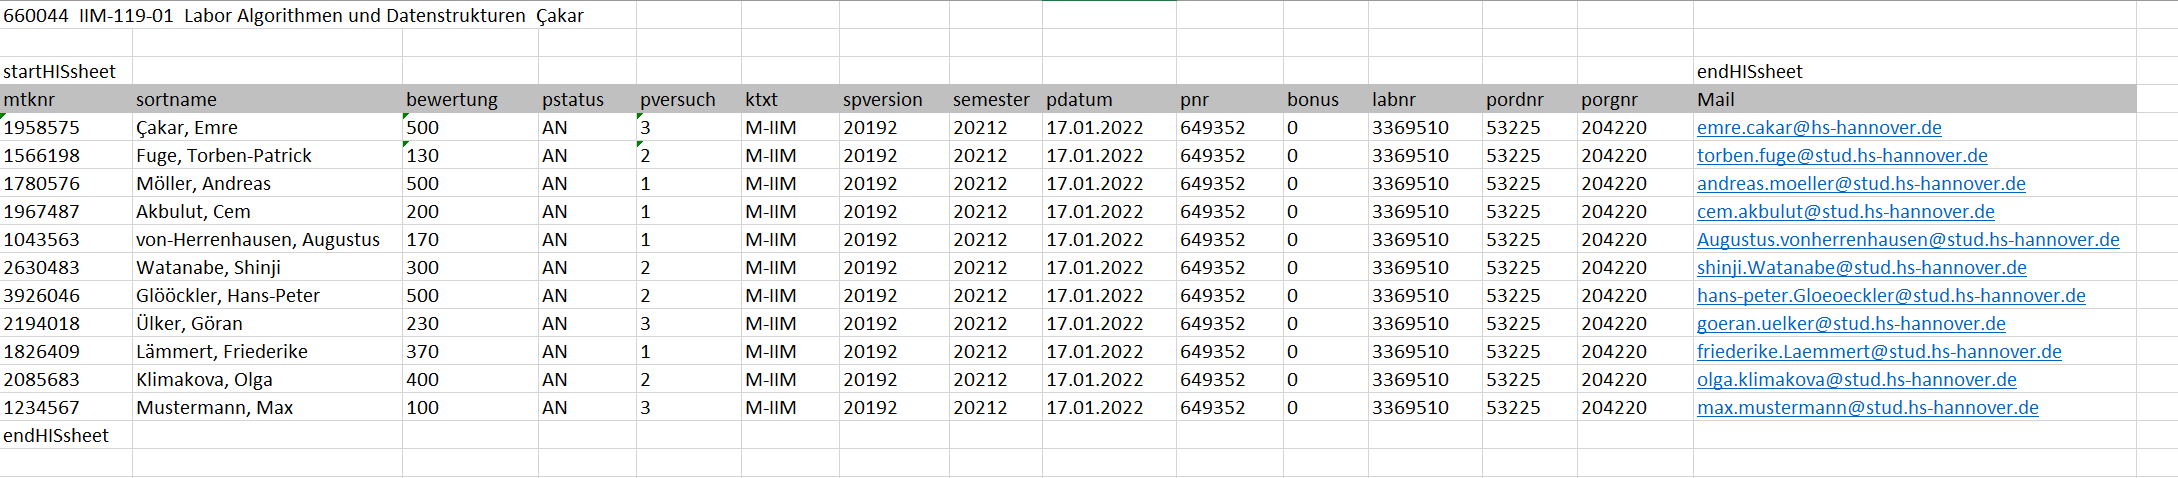 660044 IIM-119-01 Labor Algorithmen und Datenstrukturen Çakar
startHISsheet endHISsheet
mtknr sortname bewertung pstatus pversuch ktxt spversion semester pdatum pnr bonus labnr pordnr porgnr Mail
1958575 Çakar, Emre 500 AN 3 M-IIM 20192 20212 17.01.2022 649352 0 3369510 53225 204220 emre.cakar@hs-hannover.de
1566198 Fuge, Torben-Patrick 130 AN 2 M-IIM 20192 20212 17.01.2022 649352 0 3369510 53225 204220 torben.fuge@stud.hs-hannover.de
1780576 Möller, Andreas 500 AN 1 M-IIM 20192 20212 17.01.2022 649352 0 3369510 53225 204220 andreas.moeller@stud.hs-hannover.de
1967487 Akbulut, Cem 200 AN 1 M-IIM 20192 20212 17.01.2022 649352 0 3369510 53225 204220 cem.akbulut@stud.hs-hannover.de
1043563 von-Herrenhausen, Augustus 170 AN 1 M-IIM 20192 20212 17.01.2022 649352 0 3369510 53225 204220 Augustus.vonherrenhausen@stud.hs-hannover.de
2630483 Watanabe, Shinji 300 AN 2 M-IIM 20192 20212 17.01.2022 649352 0 3369510 53225 204220 shinji.Watanabe@stud.hs-hannover.de
3926046 Glööckler, Hans-Peter 500 AN 2 M-IIM 20192 20212 17.01.2022 649352 0 3369510 53225 204220 hans-peter.Gloeoeckler@stud.hs-hannover.de
2194018 Ülker, Göran 230 AN 3 M-IIM 20192 20212 17.01.2022 649352 0 3369510 53225 204220 goeran.uelker@stud.hs-hannover.de
1826409 Lämmert, Friederike 370 AN 1 M-IIM 20192 20212 17.01.2022 649352 0 3369510 53225 204220 friederike.Laemmert@stud.hs-hannover.de
2085683 Klimakova, Olga 400 AN 2 M-IIM 20192 20212 17.01.2022 649352 0 3369510 53225 204220 olga.klimakova@stud.hs-hannover.de
1234567 Mustermann, Max 100 AN 3 M-IIM 20192 20212 17.01.2022 649352 0 3369510 53225 204220 max.mustermann@stud.hs-hannover.de
endHISsheet